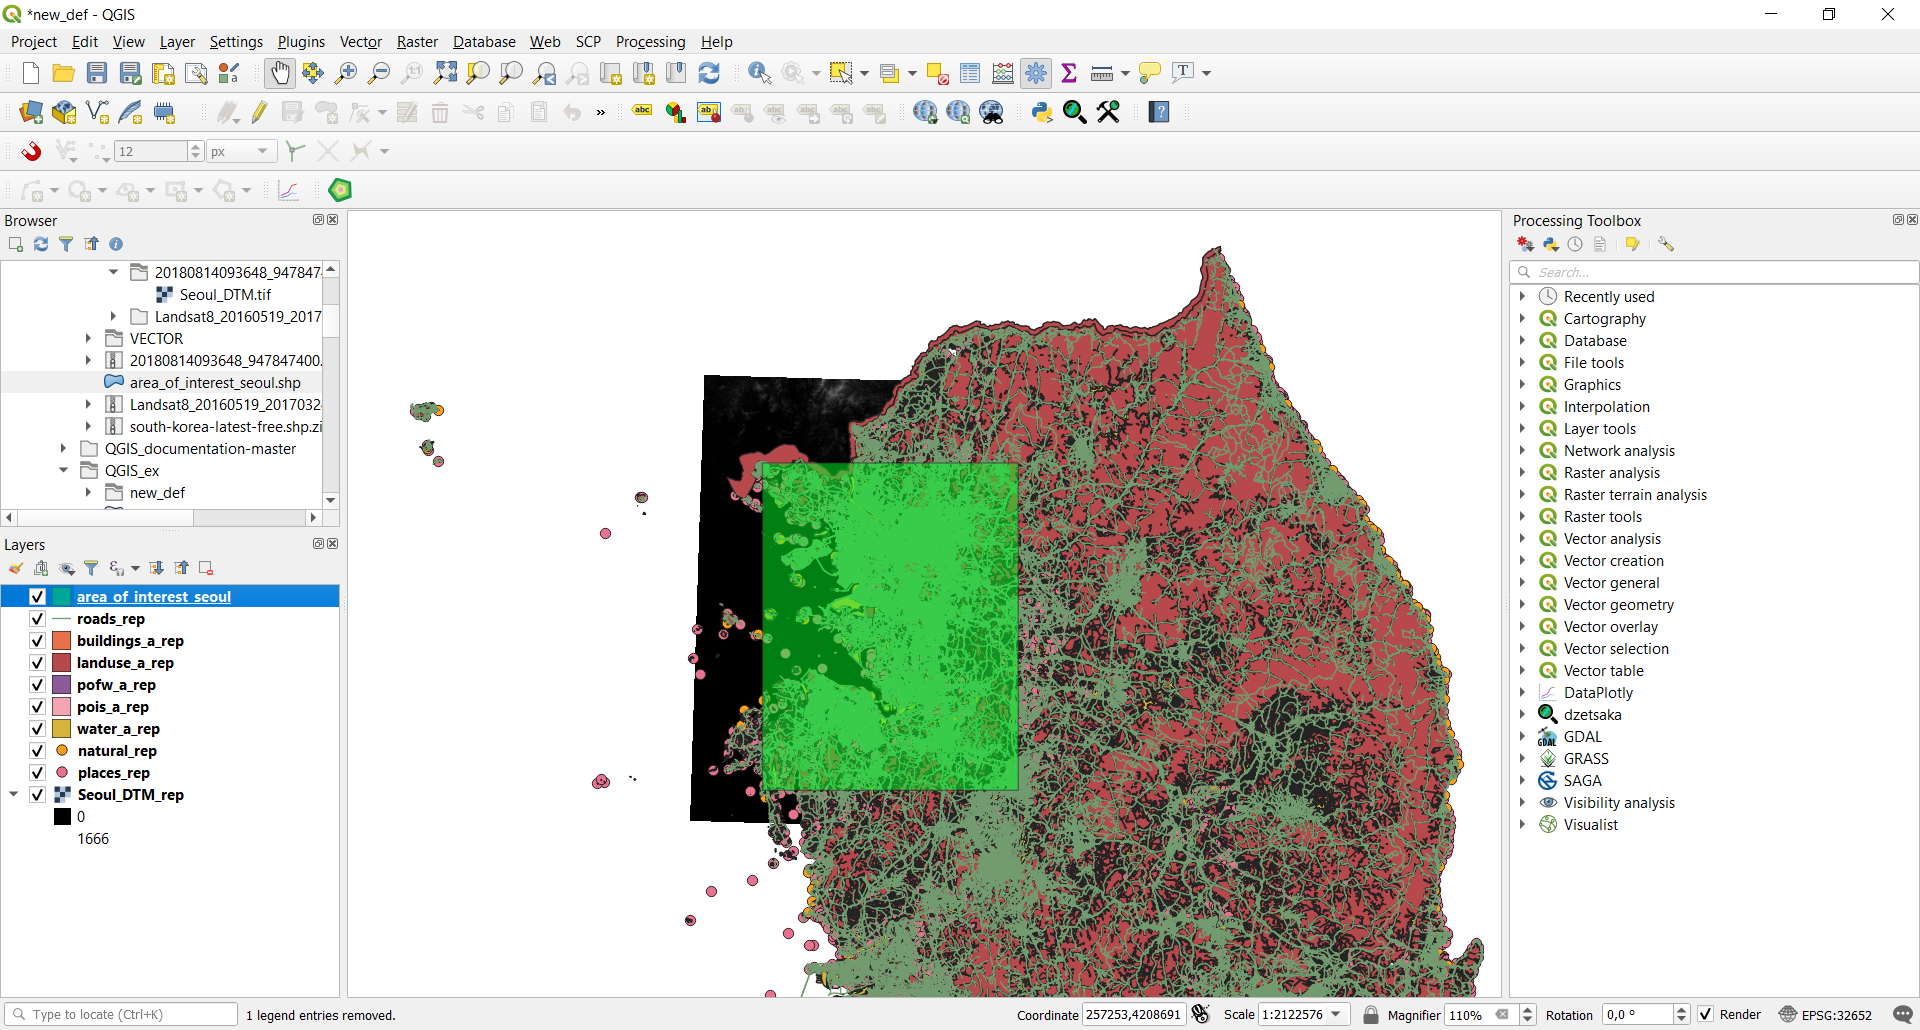 *new_def - QGIS
Project Edit View Layer Settings Plugins Vector Raster Database Web SCP Processing Help
12 px
Browser
20180814093648_947847
Seoul_DTM.tif
Landsat8_20160519_2017
VECTOR
20180814093648_947847400.
area_of_interest_seoul.shp
Landsat8_20160519_2017032
south-korea-latest-free.shp.zi
QGIS_documentation-master
QGIS_ex
new_def
Layers
area_of_interest_seoul
roads_rep
buildings_a_rep
landuse_a_rep
pofw_a_rep
pois_a_rep
water_a_rep
natural_rep
places_rep
Seoul_DTM_rep
0
1666
Processing Toolbox
Search...
Recently used
Cartography
Database
File tools
Graphics
Interpolation
Layer tools
Network analysis
Raster analysis
Raster terrain analysis
Raster tools
Vector analysis
Vector creation
Vector general
Vector geometry
Vector overlay
Vector selection
Vector table
DataPlotly
dzetsaka
GDAL
GRASS
SAGA
Visibility analysis
Visualist
Type to locate (Ctrl+K) 1 legend entries removed. Coordinate 257253,4208691 Scale 1:2122576 Magnifier 110% Rotation 0,0 ° Render EPSG:32652